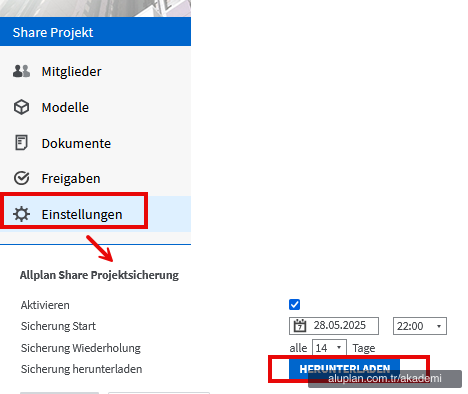 Share Projekt
Mitglieder
Modelle
Dokumente
Freigaben
Einstellungen
Allplan Share Projektsicherung
Aktivieren
Sicherung Start 7 28.05.2025 22:00
Sicherung Wiederholung alle 14 Tage
Sicherung herunterladen HERUNTERLADEN
aluplan.com.tr/akademi